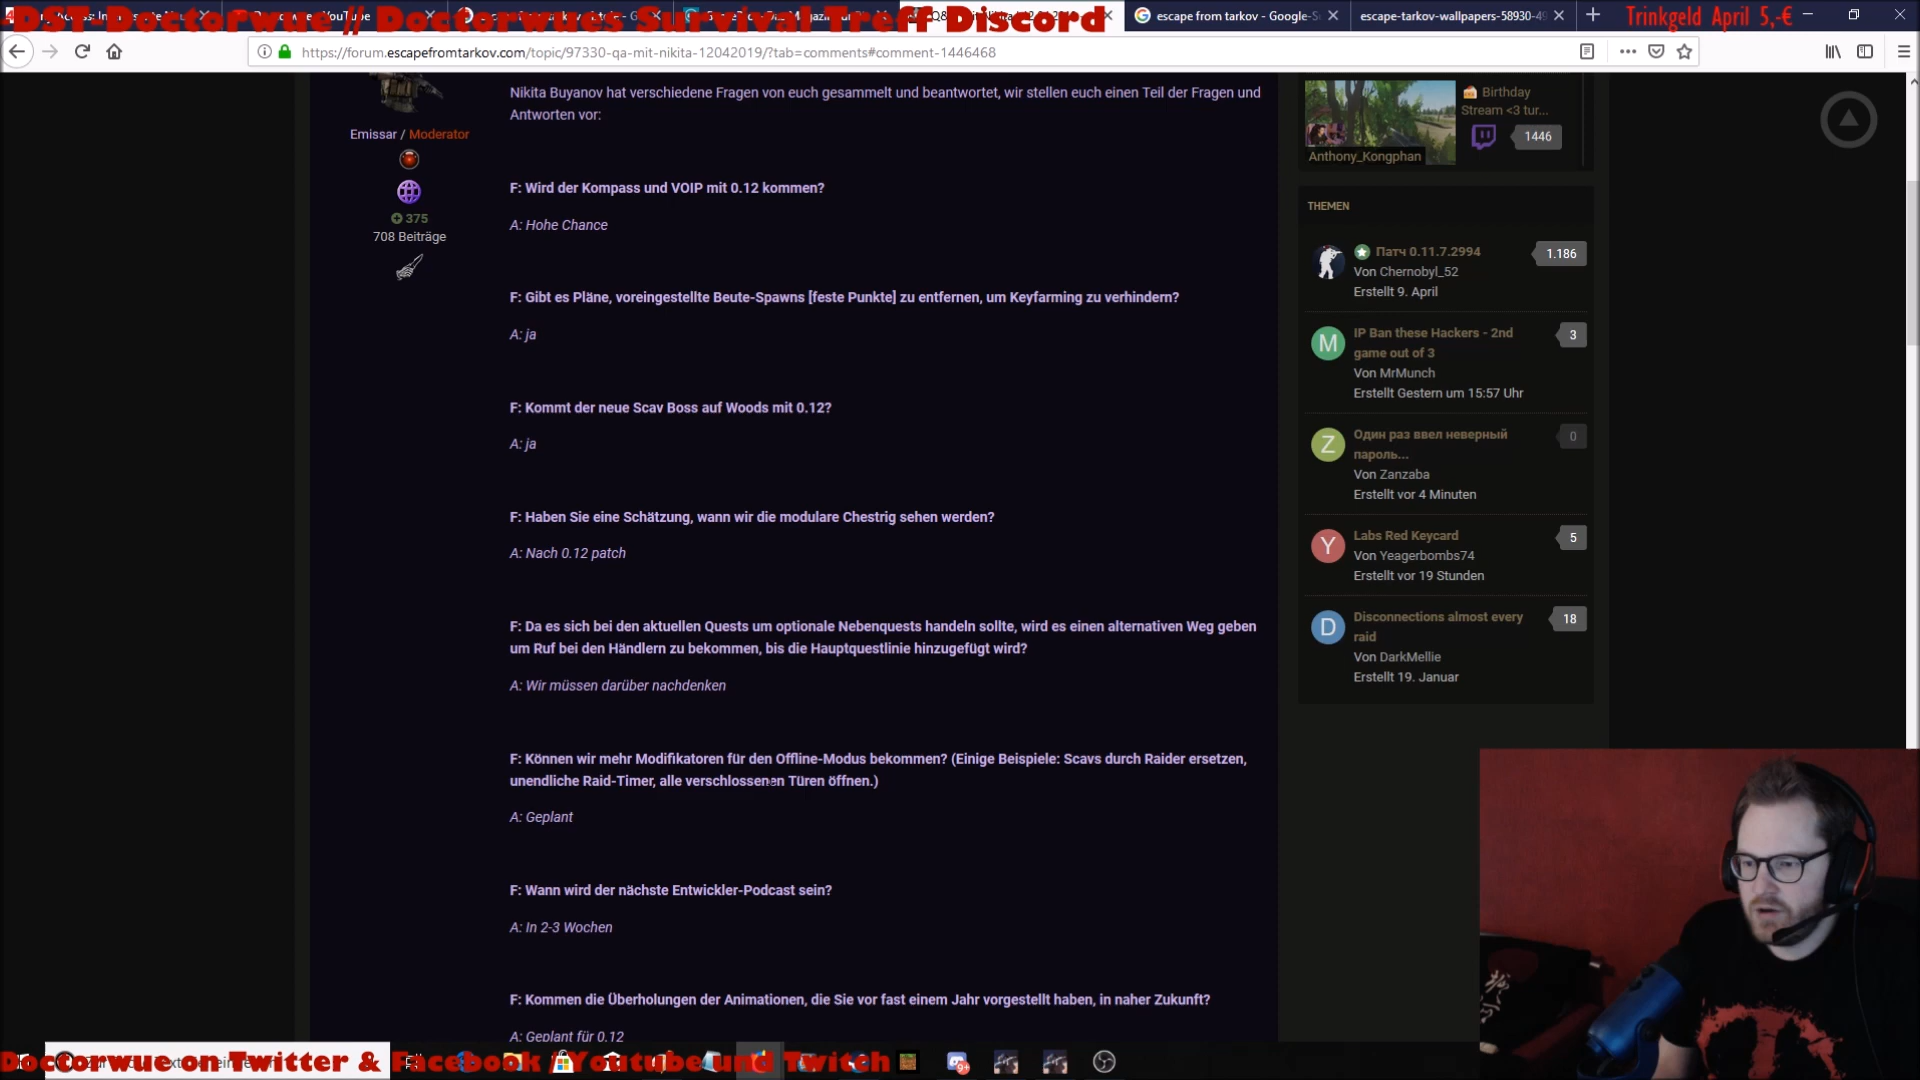 DST Doctorwue // Doctorwues Survival Treff Discord
Trinkgeld April 5,-€
escape from tarkov - Google-S
escape-tarkov-wallpapers-58930-49
https://forum.escapefromtarkov.com/topic/97330-qa-mit-nikita-12042019/?tab=comments#comment-1446468
Emissar / Moderator
375
708 Beiträge
Nikita Buyanov hat verschiedene Fragen von euch gesammelt und beantwortet, wir stellen euch einen Teil der Fragen und
Antworten vor:
F: Wird der Kompass und VOIP mit 0.12 kommen?
A: Hohe Chance
F: Gibt es Pläne, voreingestellte Beute-Spawns [feste Punkte] zu entfernen, um Keyfarming zu verhindern?
A: ja
F: Kommt der neue Scav Boss auf Woods mit 0.12?
A: ja
F: Haben Sie eine Schätzung, wann wir die modulare Chestrig sehen werden?
A: Nach 0.12 patch
F: Da es sich bei den aktuellen Quests um optionale Nebenquests handeln sollte, wird es einen alternativen Weg geben
um Ruf bei den Händlern zu bekommen, bis die Hauptquestlinie hinzugefügt wird?
A: Wir müssen darüber nachdenken
F: Können wir mehr Modifikatoren für den Offline-Modus bekommen? (Einige Beispiele: Scavs durch Raider ersetzen,
unendliche Raid-Timer, alle verschlossenen Türen öffnen.)
A: Geplant
F: Wann wird der nächste Entwickler-Podcast sein?
A: In 2-3 Wochen
F: Kommen die Überholungen der Animationen, die Sie vor fast einem Jahr vorgestellt haben, in naher Zukunft?
A: Geplant für 0.12
Birthday
Stream <3 tur...
1446
Anthony_Kongphan
THEMEN
Патч 0.11.7.2994
1.186
Von Chernobyl_52
Erstellt 9. April
M
IP Ban these Hackers - 2nd
game out of 3
3
Von MrMunch
Erstellt Gestern um 15:57 Uhr
Z
Один раз ввел неверный
пароль...
0
Von Zanzaba
Erstellt vor 4 Minuten
Y
Labs Red Keycard
5
Von Yeagerbombs74
Erstellt vor 19 Stunden
D
Disconnections almost every
raid
18
Von DarkMellie
Erstellt 19. Januar
Doctorwue on Twitter & Facebook / Youtube und Twitch
9+